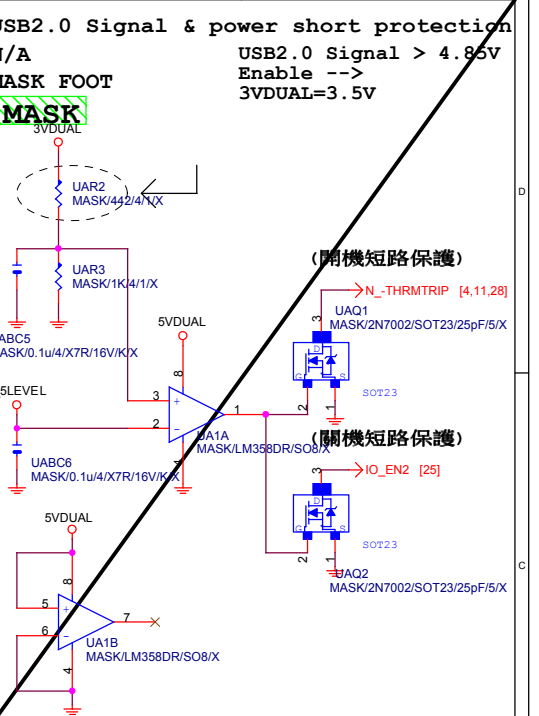 USB2.0 Signal & power short protection
N/A
USB2.0 Signal > 4.85V
MASK FOOT
Enable -->
3VDUAL=3.5V
MASK
3VDUAL
D
UAR2
MASK/442/4/1/X
(開機短路保護)
N_-THRMTRIP [4,11,28]
UAR3
MASK/1K/4/1/X
3
UAQ1
MASK/2N7002/SOT23/25pF/5/X
5VDUAL
UABC5
MASK/0.1u/4/X7R/16V/K/X
D
G
S
8
SOT23
5LEVEL
3
+
1
2
1
2
-
UA1A
MASK/LM358DR/SO8/X
(關機短路保護)
4
UABC6
MASK/0.1u/4/X7R/16V/K/X
3
IO_EN2 [25]
D
5VDUAL
G
S
SOT23
2
1
C
UAQ2
MASK/2N7002/SOT23/25pF/5/X
8
5
+
7
6
-
UA1B
MASK/LM358DR/SO8/X
4